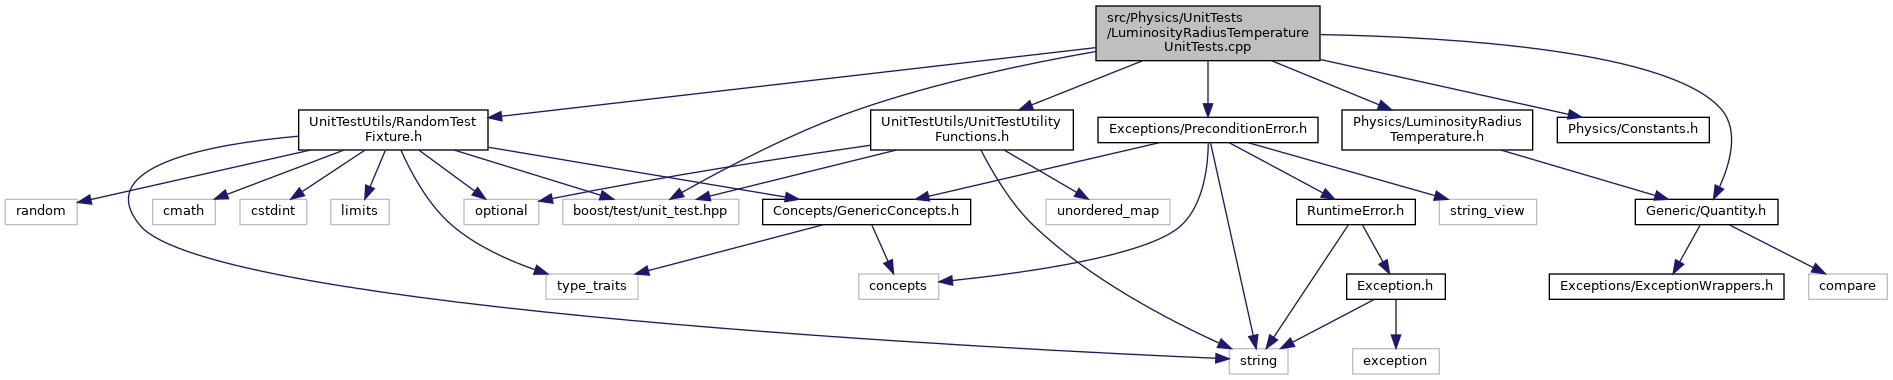 src/Physics/UnitTests
/LuminosityRadiusTemperature
UnitTests.cpp
UnitTestUtils/RandomTest
Fixture.h
UnitTestUtils/UnitTestUtility
Functions.h
Exceptions/PreconditionError.h
Physics/LuminosityRadius
Temperature.h
Physics/Constants.h
random
cmath
cstdint
limits
optional
boost/test/unit_test.hpp
Concepts/GenericConcepts.h
unordered_map
RuntimeError.h
string_view
Generic/Quantity.h
type_traits
concepts
Exception.h
Exceptions/ExceptionWrappers.h
compare
string
exception